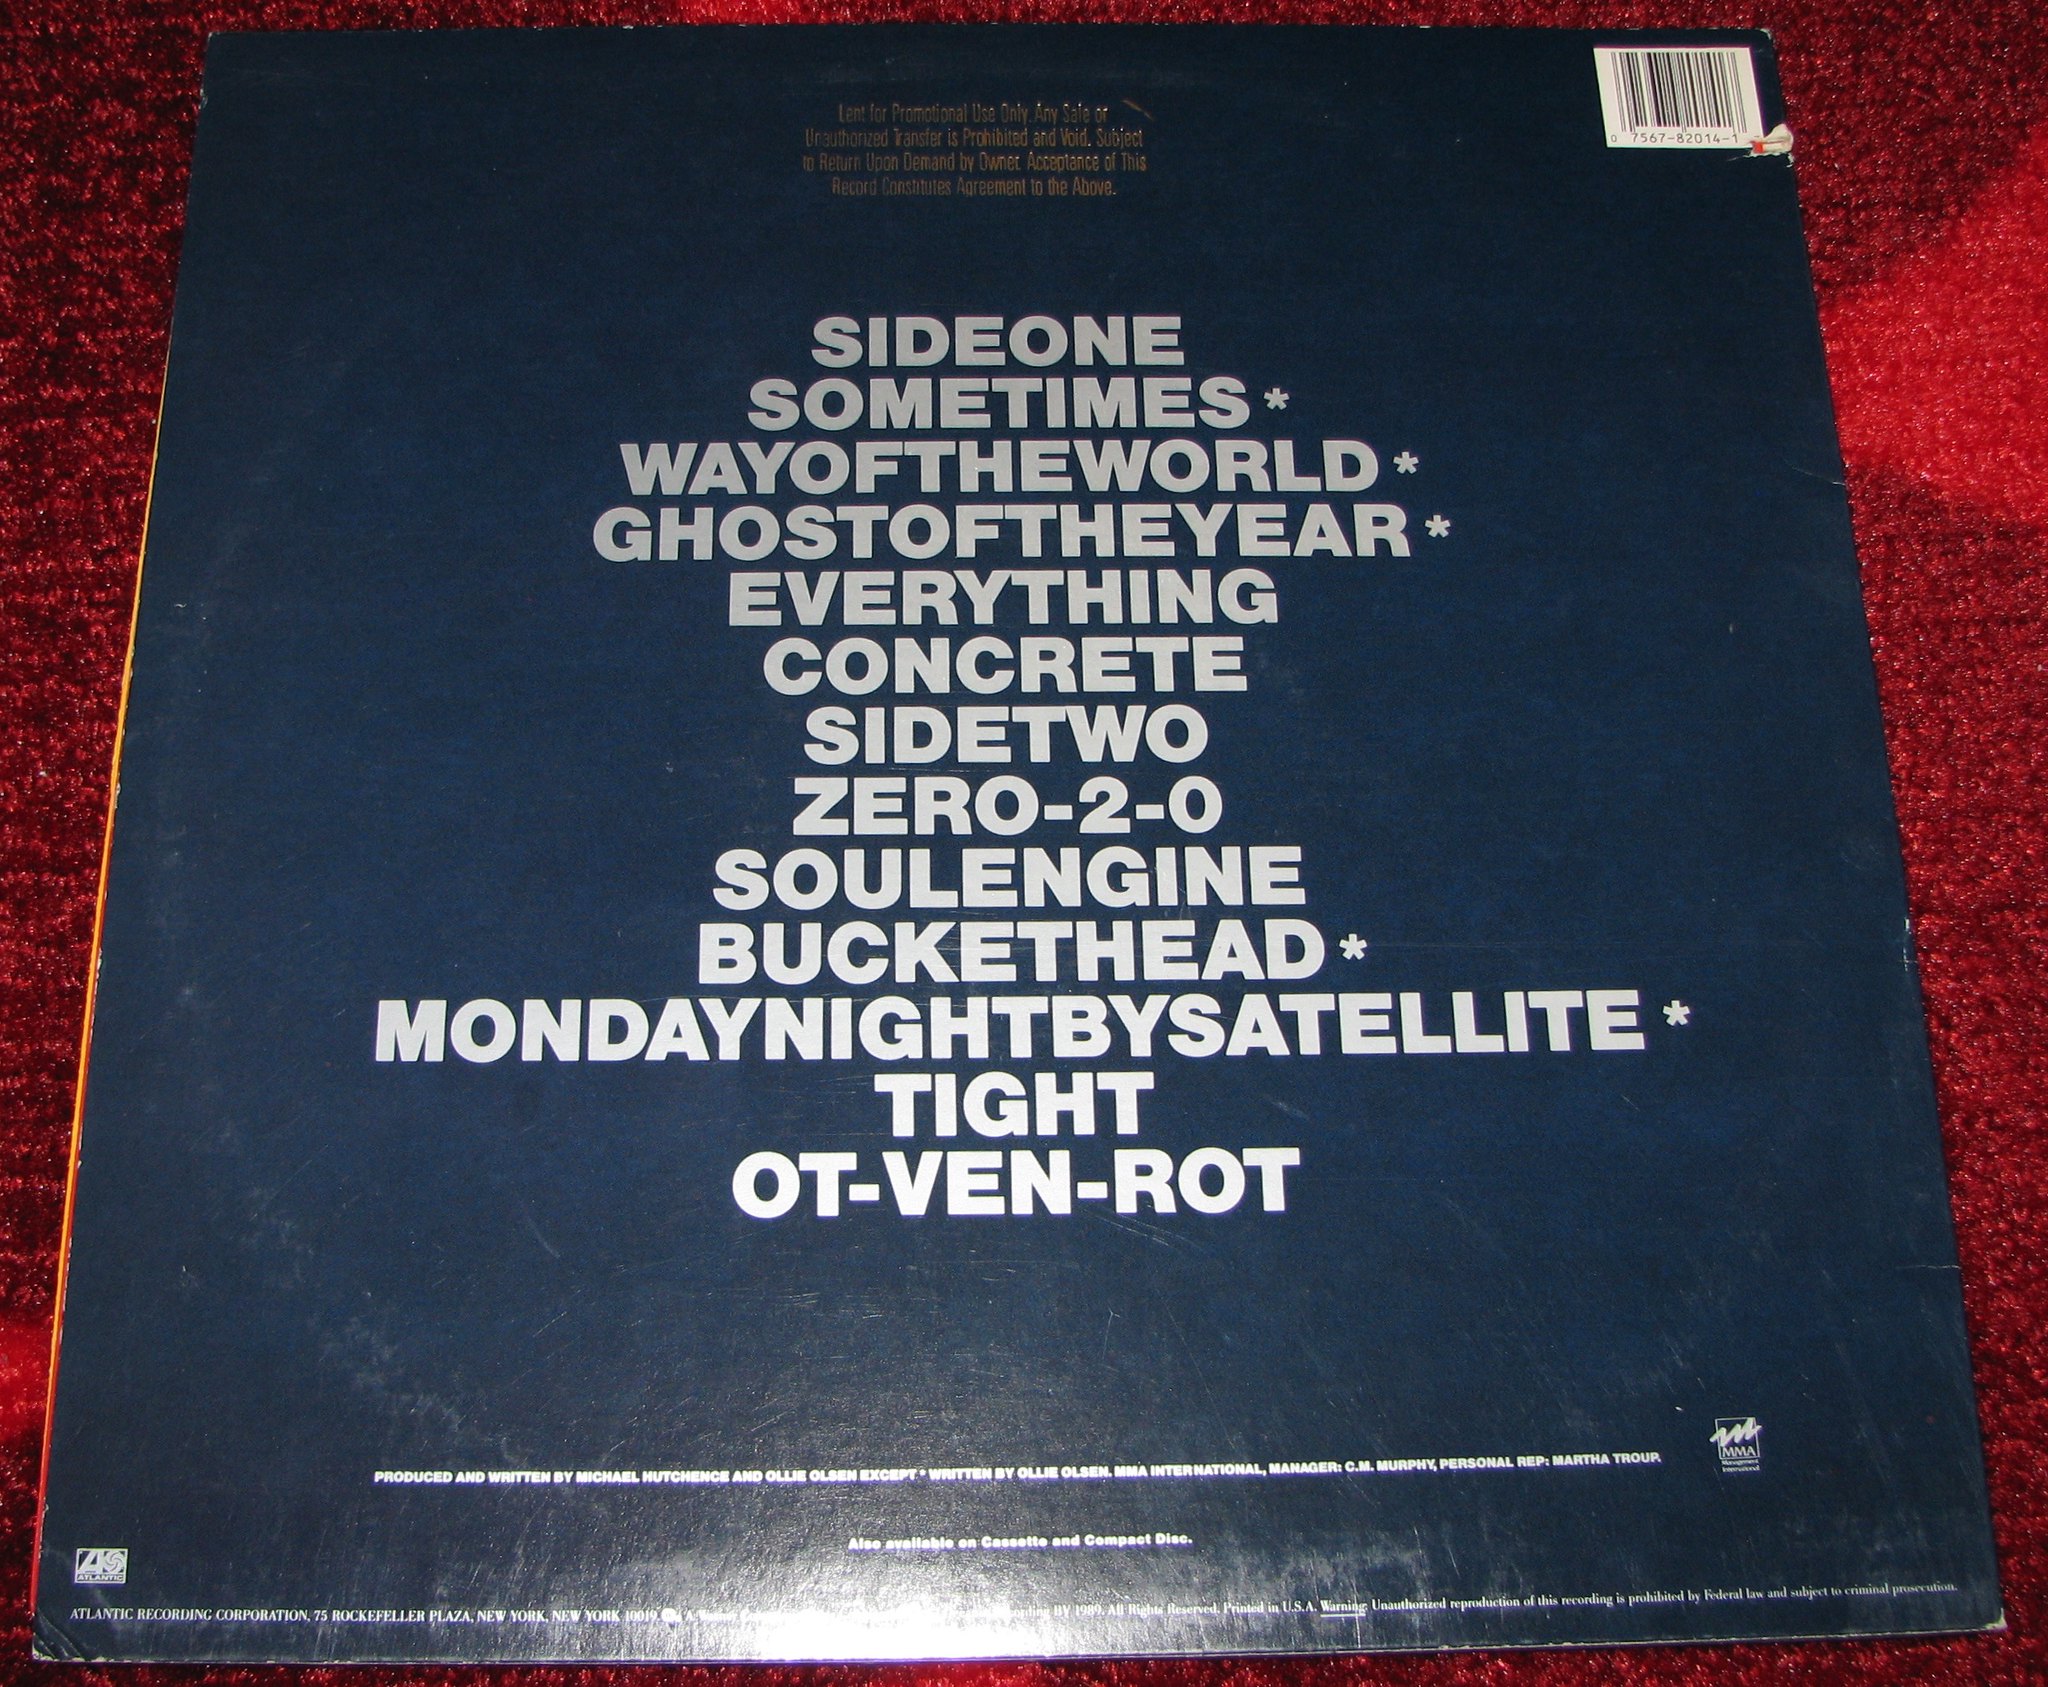 Lent for Promotional Use Only. Any Sale or
Unauthorized Transfer is Prohibited and Void. Subject
to Return Upon Demand by Owner. Acceptance of This
Record Constitutes Agreement to the Above.
0 7567-82014-1
SIDEONE
SOMETIMES *
WAYOFTHEWORLD *
GHOSTOFTHEYEAR *
EVERYTHING
CONCRETE
SIDETWO
ZERO-2-0
SOULENGINE
BUCKETHEAD *
MONDAYNIGHTBYSATELLITE *
TIGHT
OT-VEN-ROT
MMA
Management
International
PRODUCED AND WRITTEN BY MICHAEL HUTCHENCE AND OLLIE OLSEN EXCEPT * WRITTEN BY OLLIE OLSEN. MMA INTERNATIONAL, MANAGER: C.M. MURPHY, PERSONAL REP: MARTHA TROUP.
Also available on Cassette and Compact Disc.
ATLANTIC
ATLANTIC RECORDING CORPORATION, 75 ROCKEFELLER PLAZA, NEW YORK, NEW YORK 10019. A Warner 1989. All Rights Reserved. Printed in U.S.A. Warning: Unauthorized reproduction of this recording is prohibited by Federal law and subject to criminal prosecution.